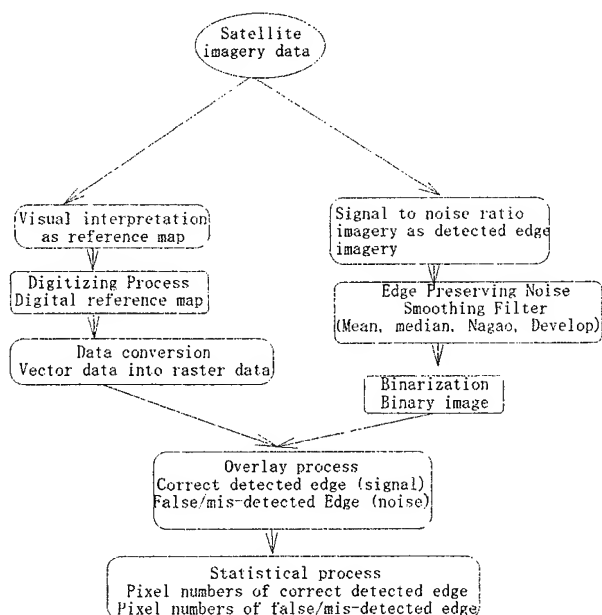 Satellite
imagery data
Visual interpretation
as reference map
Digitizing Process
Digital reference map
Data conversion
Vector data into raster data
Signal to noise ratio
imagery as detected edge
imagery
Edge Preserving Noise
Smoothing Filter
(Mean, median, Nagao, Develop)
Binarization
Binary image
Overlay process
Correct detected edge (signal)
False/mis-detected Edge (noise)
Statistical process
Pixel numbers of correct detected edge
Pixel numbers of false/mis-detected edge